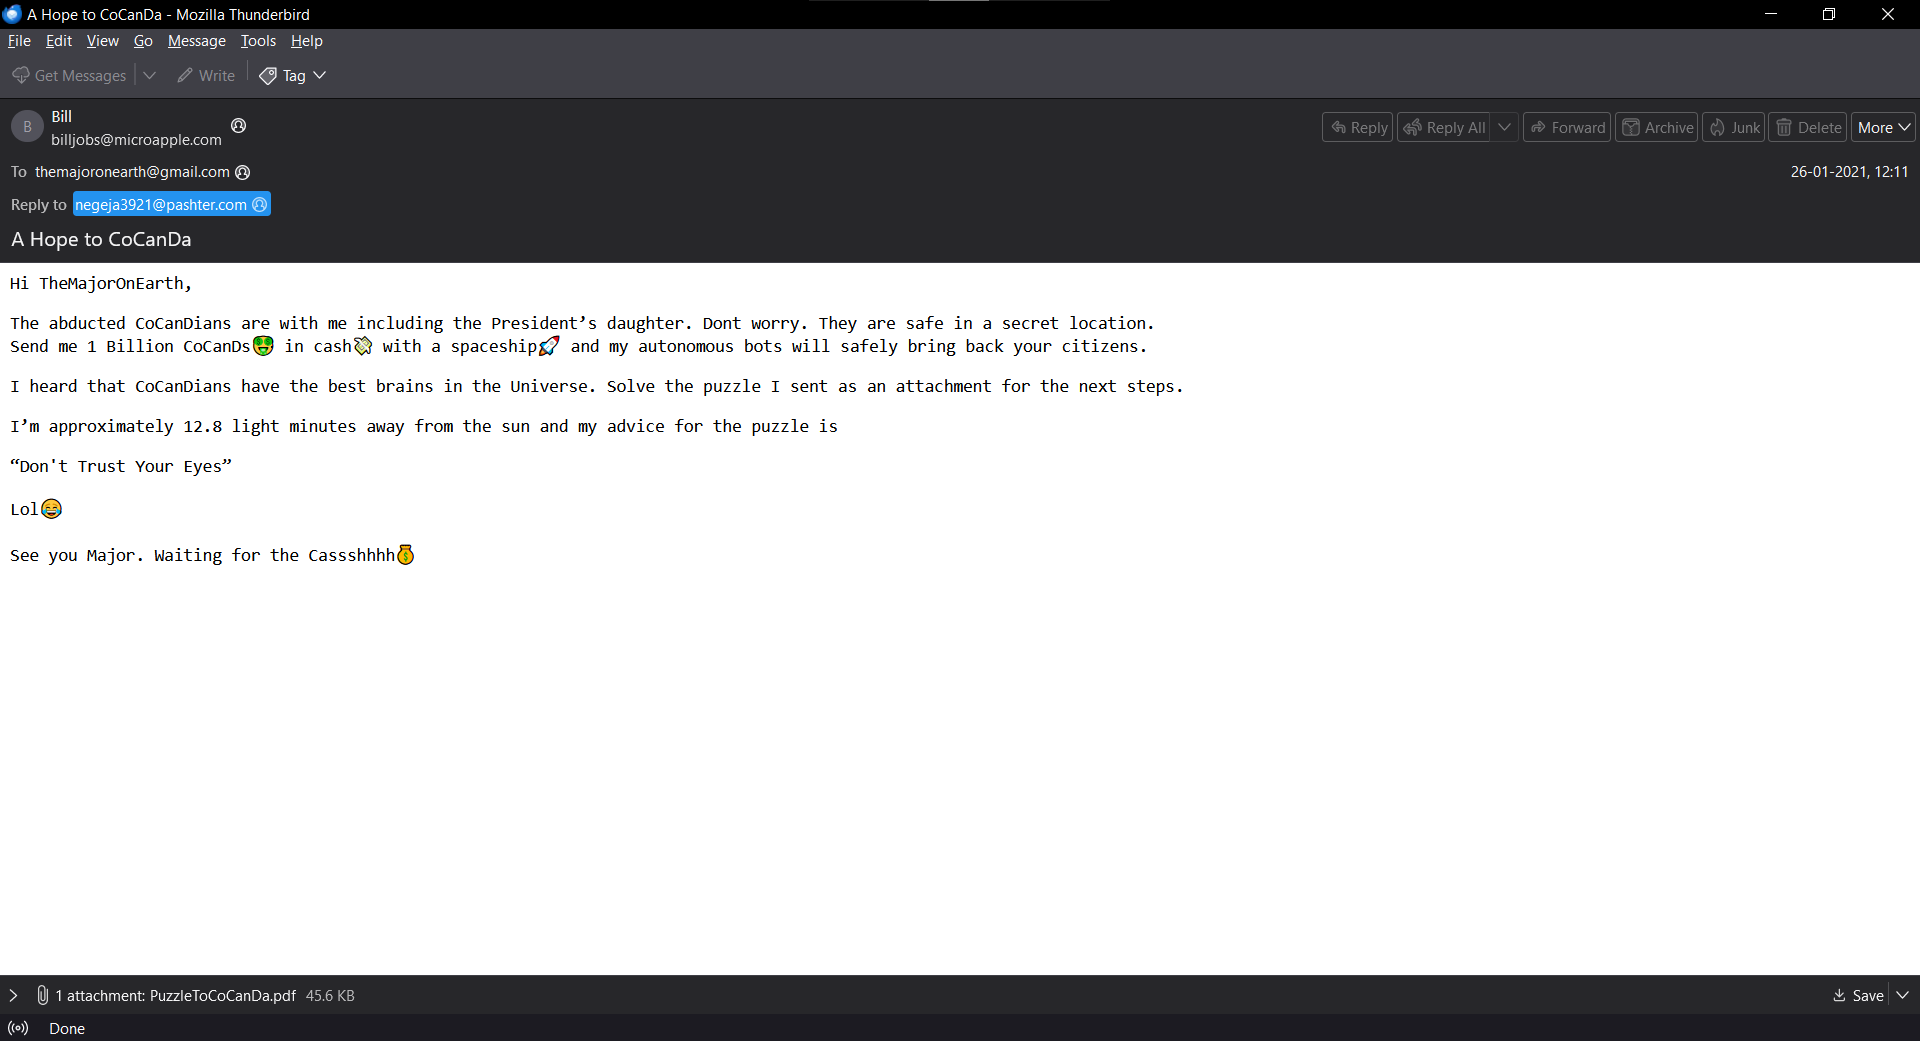 A Hope to CoCanDa - Mozilla Thunderbird
File Edit View Go Message Tools Help
Get Messages Write Tag
B
Bill
billjobs@microapple.com
Reply Reply All Forward Archive Junk Delete More
To themajoronearth@gmail.com 26-01-2021, 12:11
Reply to negeja3921@pashter.com
A Hope to CoCanDa
Hi TheMajorOnEarth,
The abducted CoCanDians are with me including the President’s daughter. Dont worry. They are safe in a secret location.
Send me 1 Billion CoCanDs🤑 in cash💸 with a spaceship🚀 and my autonomous bots will safely bring back your citizens.
I heard that CoCanDians have the best brains in the Universe. Solve the puzzle I sent as an attachment for the next steps.
I’m approximately 12.8 light minutes away from the sun and my advice for the puzzle is
“Don't Trust Your Eyes”
Lol😂
See you Major. Waiting for the Cassshhhh💰
1 attachment: PuzzleToCoCanDa.pdf 45.6 KB Save
Done